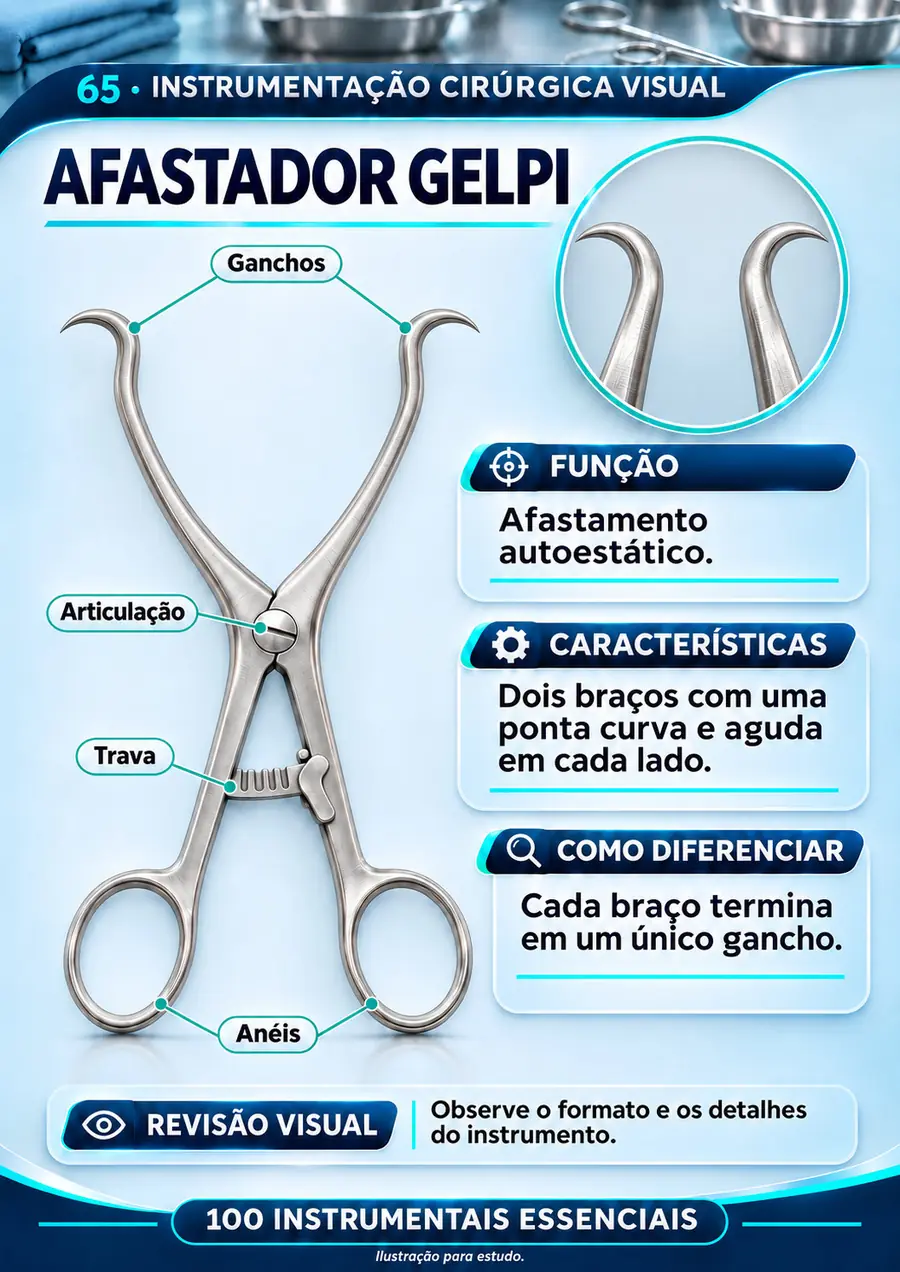 65 • INSTRUMENTAÇÃO CIRÚRGICA VISUAL
AFASTADOR GELPI
Ganchos
Articulação
Trava
Anéis
FUNÇÃO
Afastamento
autoestático.
CARACTERÍSTICAS
Dois braços com uma
ponta curva e aguda
em cada lado.
COMO DIFERENCIAR
Cada braço termina
em um único gancho.
REVISÃO VISUAL
Observe o formato e os detalhes
do instrumento.
100 INSTRUMENTAIS ESSENCIAIS
Ilustração para estudo.